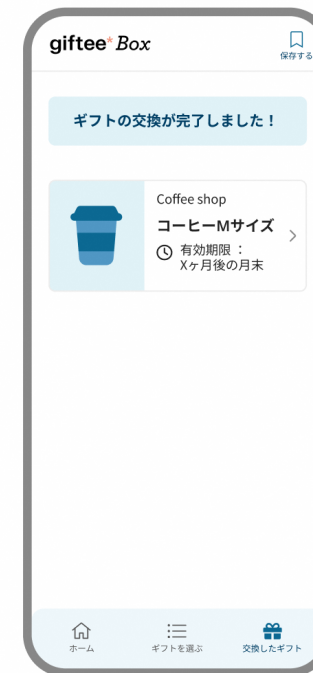 giftee* Box
保存する
ギフトの交換が完了しました！
Coffee shop
コーヒーMサイズ
有効期限 ：
Xヶ月後の月末
ホーム
ギフトを選ぶ
交換したギフト